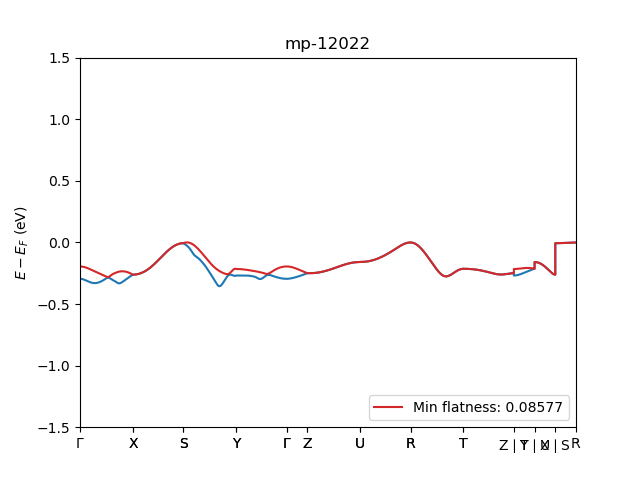 mp-12022
E − E_F (eV)
1.5
1.0
0.5
0.0
−0.5
−1.0
−1.5
Min flatness: 0.08577
Γ X S Y Γ Z U R T Z | Y | X | S R